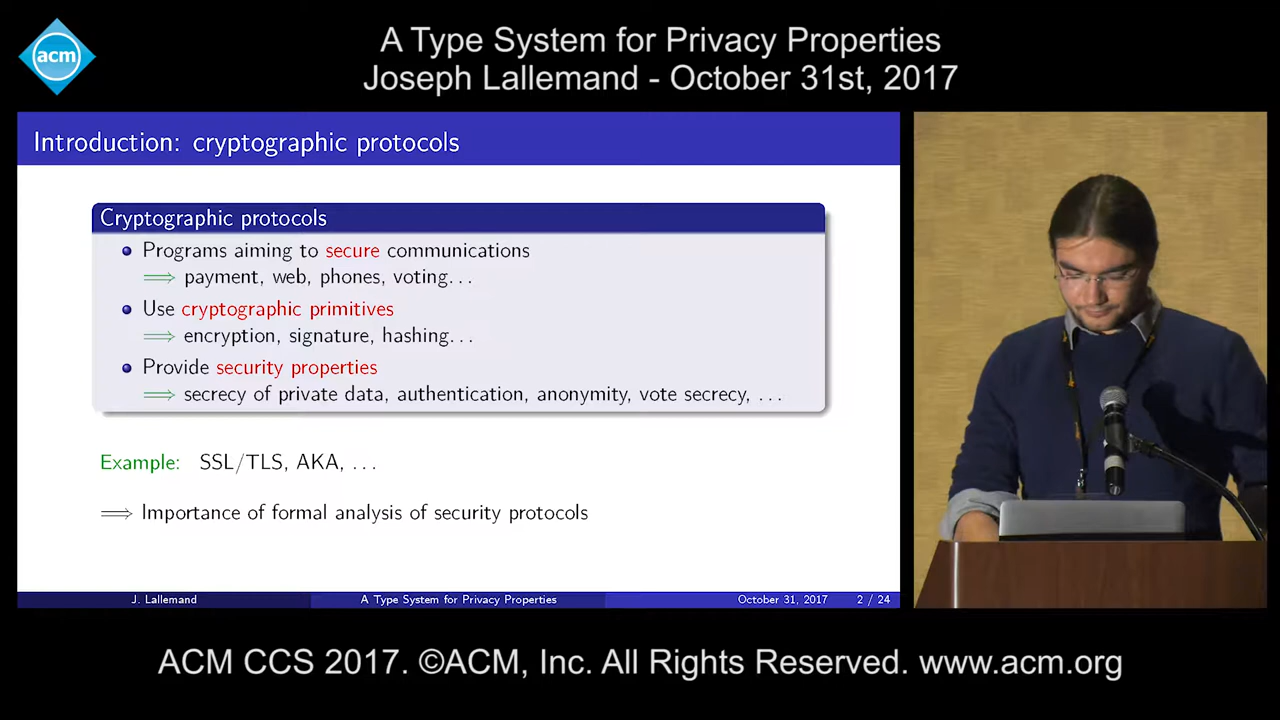 acm
A Type System for Privacy Properties
Joseph Lallemand - October 31st, 2017
Introduction: cryptographic protocols
Cryptographic protocols
Programs aiming to secure communications
⟹ payment, web, phones, voting...
Use cryptographic primitives
⟹ encryption, signature, hashing...
Provide security properties
⟹ secrecy of private data, authentication, anonymity, vote secrecy, ...
Example: SSL/TLS, AKA, ...
⟹ Importance of formal analysis of security protocols
J. Lallemand A Type System for Privacy Properties October 31, 2017 2 / 24
ACM CCS 2017. ©ACM, Inc. All Rights Reserved. www.acm.org